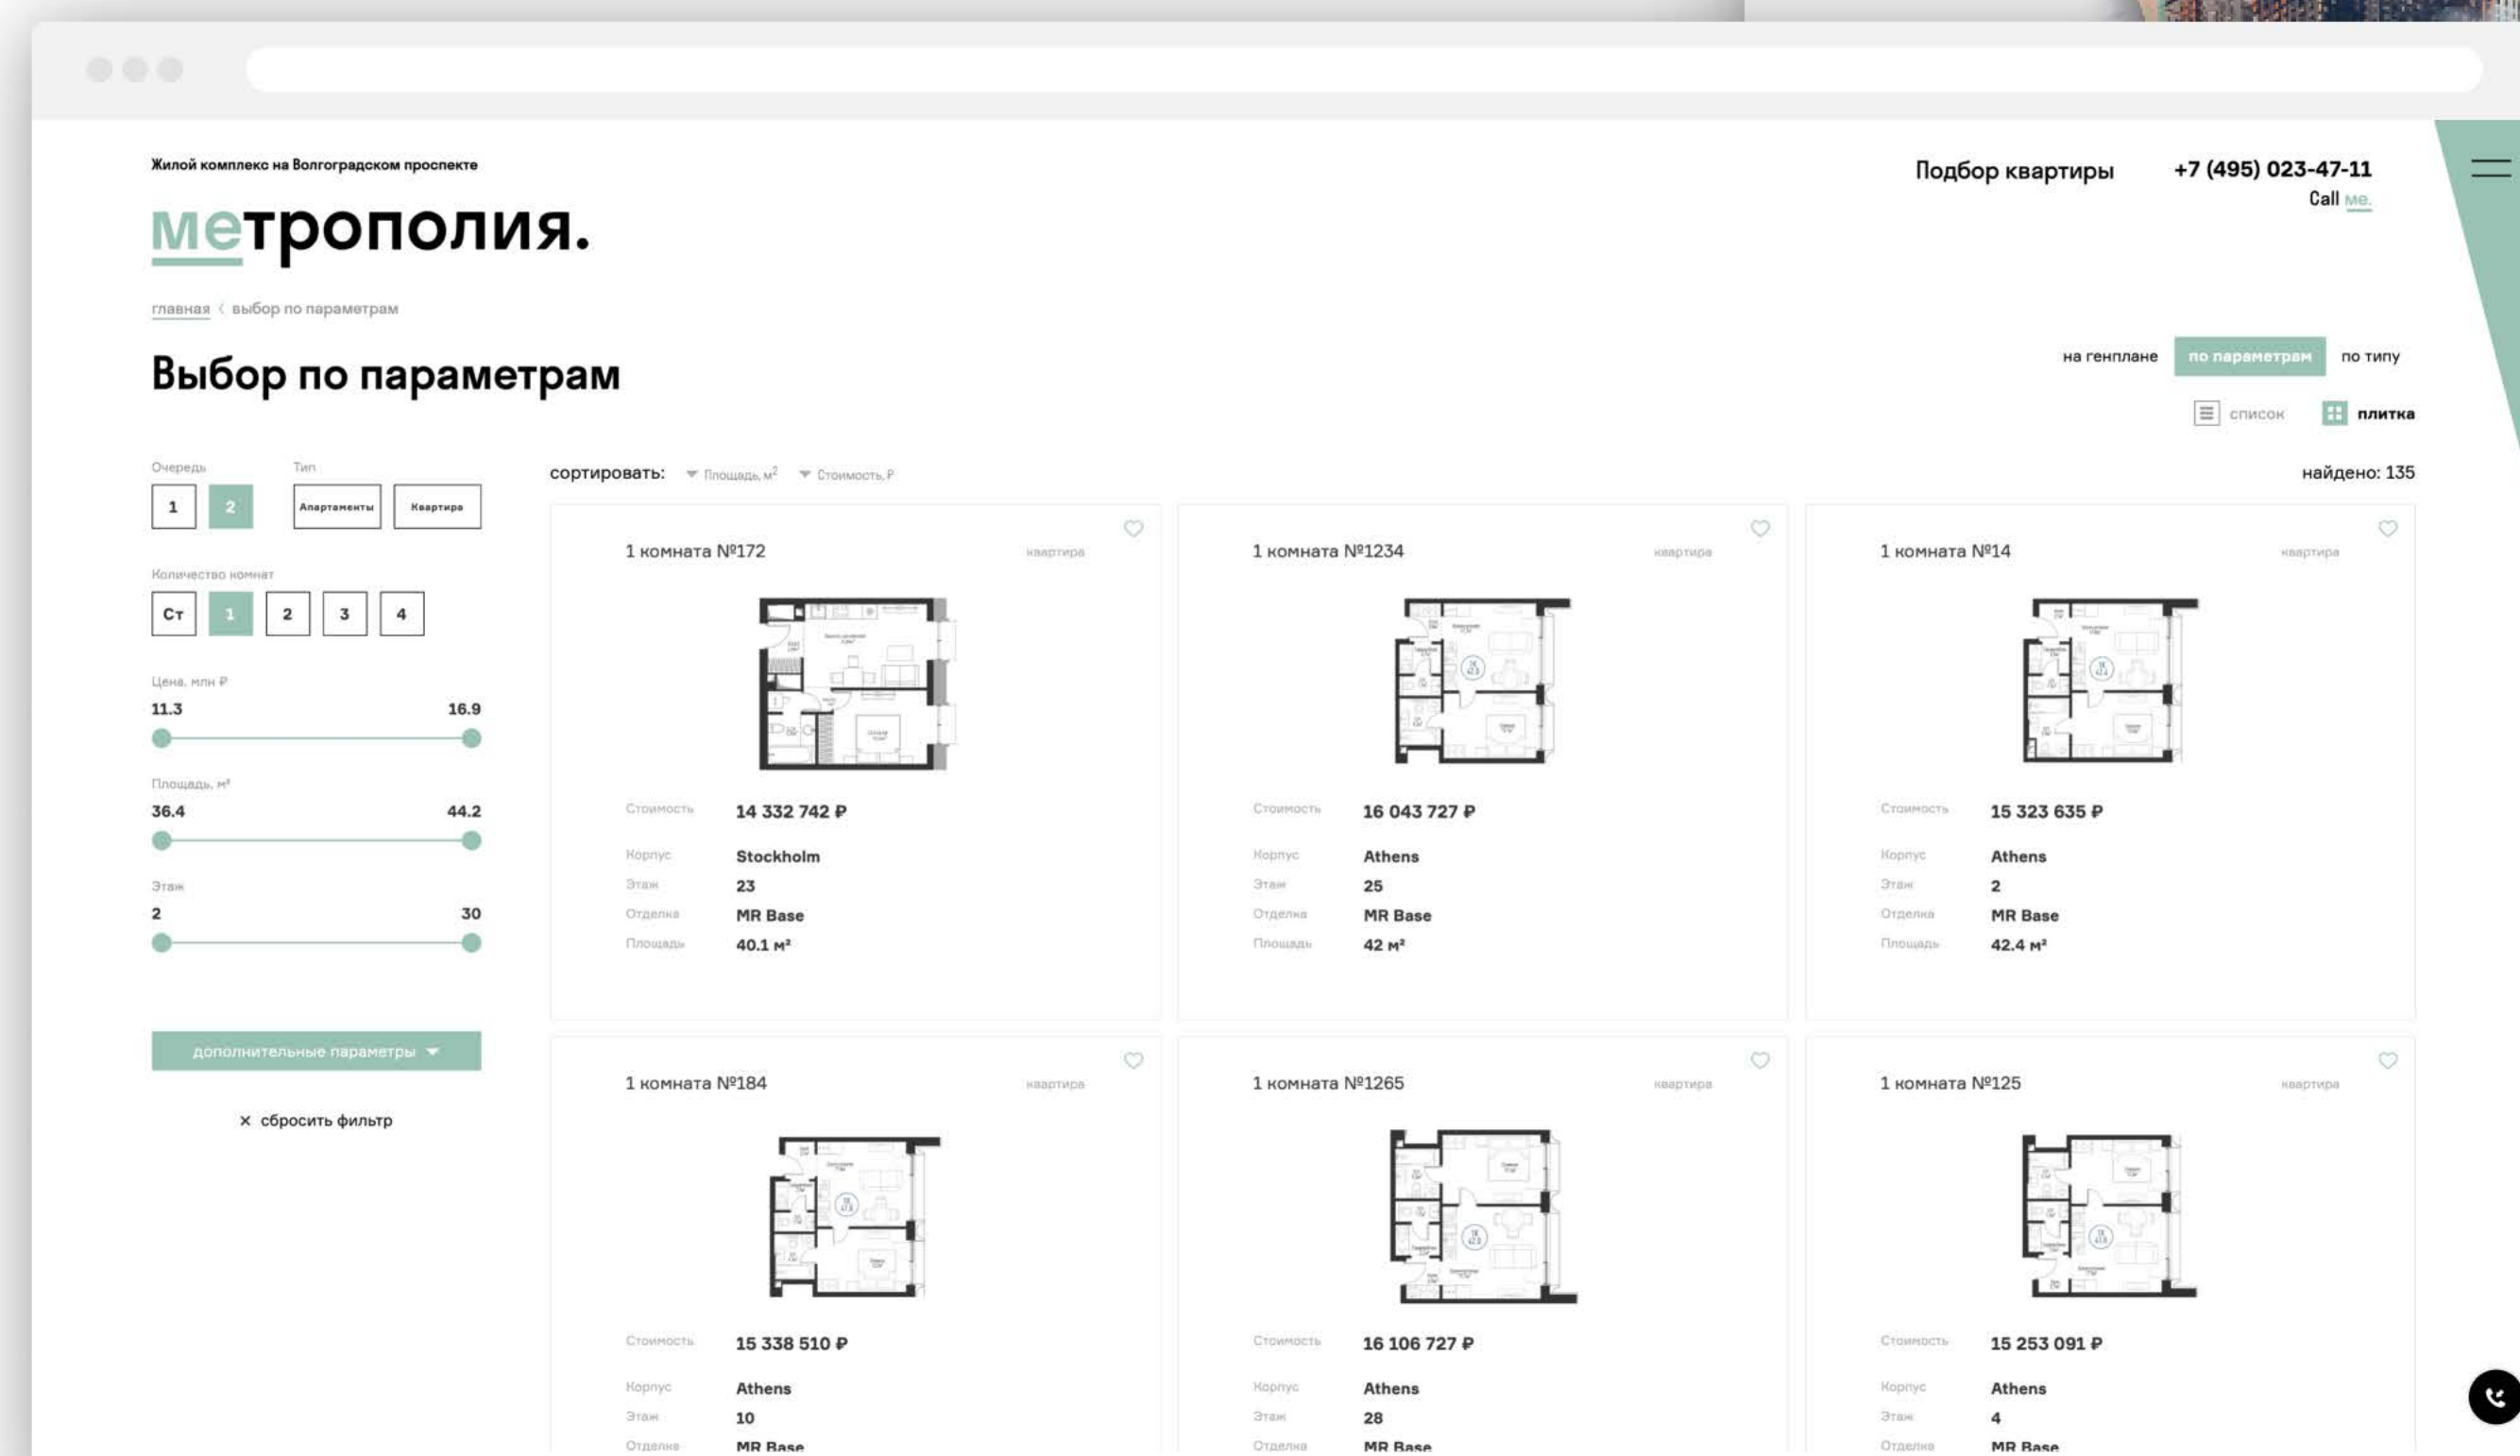 Жилой комплекс на Волгоградском проспекте
Подбор квартиры
+7 (495) 023-47-11
Call ме.
метрополия.
главная < выбор по параметрам
Выбор по параметрам
на генплане по параметрам по типу
список плитка
Очередь Тип
1 2 Апартаменты Квартира
Количество комнат
Ст 1 2 3 4
Цена, млн ₽
11.3 16.9
Площадь, м²
36.4 44.2
Этаж
2 30
дополнительные параметры
× сбросить фильтр
сортировать: Площадь, м² Стоимость, ₽
найдено: 135
1 комната №172 квартира
Стоимость 14 332 742 ₽
Корпус Stockholm
Этаж 23
Отделка MR Base
Площадь 40.1 м²
1 комната №1234 квартира
Стоимость 16 043 727 ₽
Корпус Athens
Этаж 25
Отделка MR Base
Площадь 42 м²
1 комната №14 квартира
Стоимость 15 323 635 ₽
Корпус Athens
Этаж 2
Отделка MR Base
Площадь 42.4 м²
1 комната №184 квартира
Стоимость 15 338 510 ₽
Корпус Athens
Этаж 10
Отделка MR Base
1 комната №1265 квартира
Стоимость 16 106 727 ₽
Корпус Athens
Этаж 28
Отделка MR Base
1 комната №125 квартира
Стоимость 15 253 091 ₽
Корпус Athens
Этаж 4
Отделка MR Base